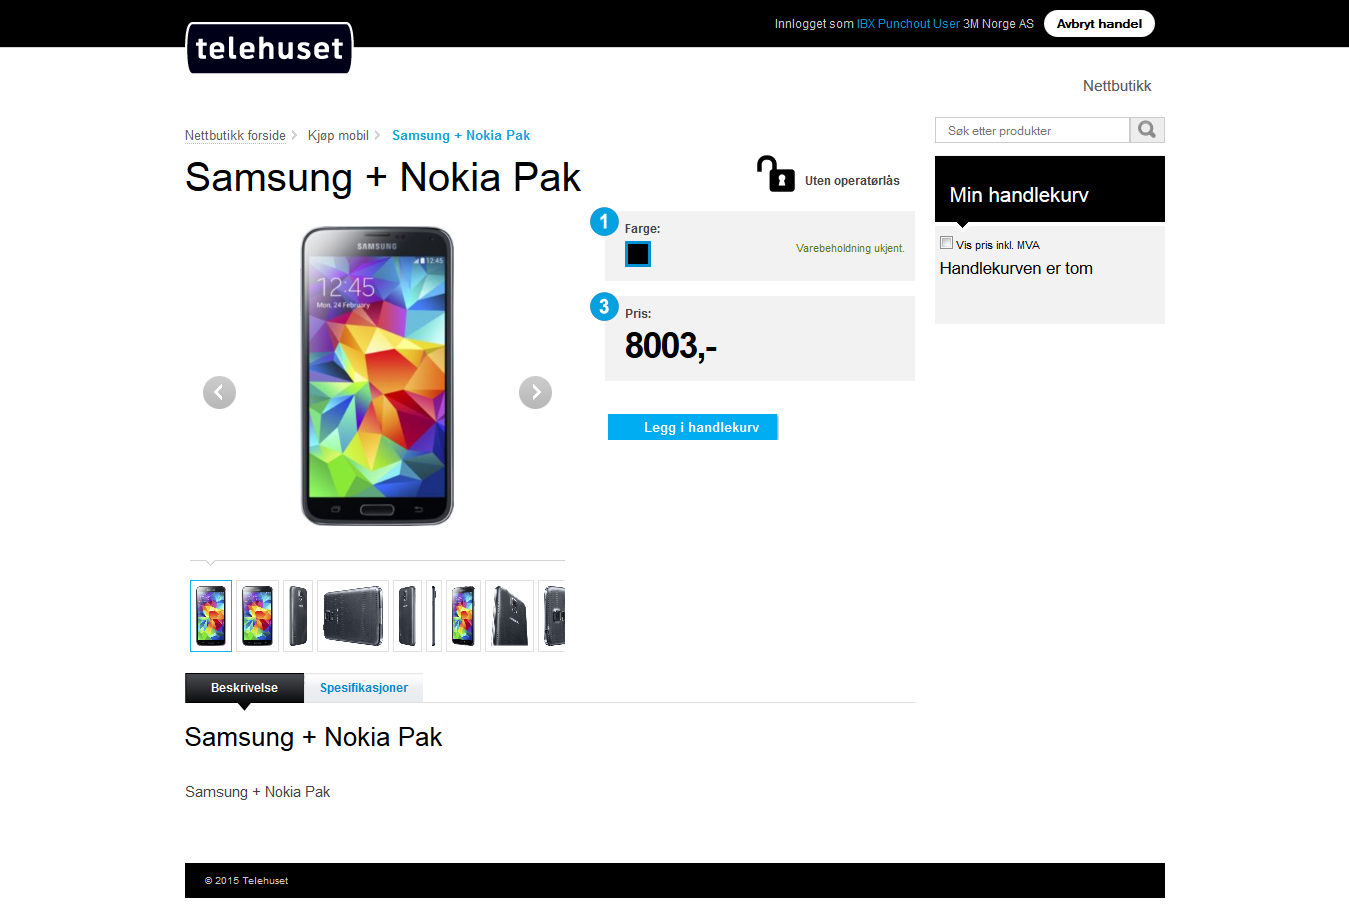 Innlogget som IBX Punchout User 3M Norge AS
Avbryt handel
telehuset
Nettbutikk
Nettbutikk forside
Kjøp mobil
Samsung + Nokia Pak
Søk etter produkter
Samsung + Nokia Pak
Uten operatørlås
Min handlekurv
1
Farge:
Varebeholdning ukjent.
Vis pris inkl. MVA
Handlekurven er tom
SAMSUNG
12:45
12:45
Mon, 24 February
3
Pris:
8003,-
Legg i handlekurv
Beskrivelse
Spesifikasjoner
Samsung + Nokia Pak
Samsung + Nokia Pak
© 2015 Telehuset